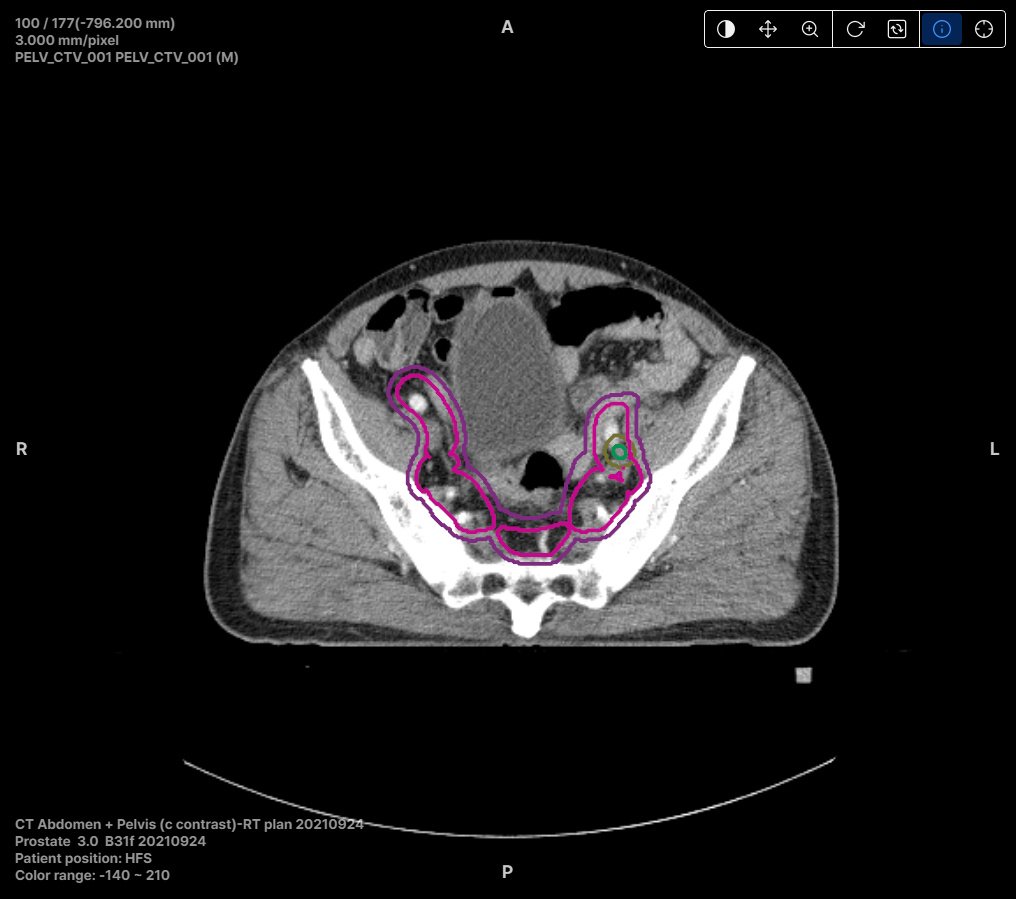 100 / 177(-796.200 mm)
3.000 mm/pixel
PELV_CTV_001 PELV_CTV_001 (M)
A
R
L
CT Abdomen + Pelvis (c contrast)-RT plan 20210924
Prostate  3.0  B31f 20210924
Patient position: HFS
Color range: -140 ~ 210
P